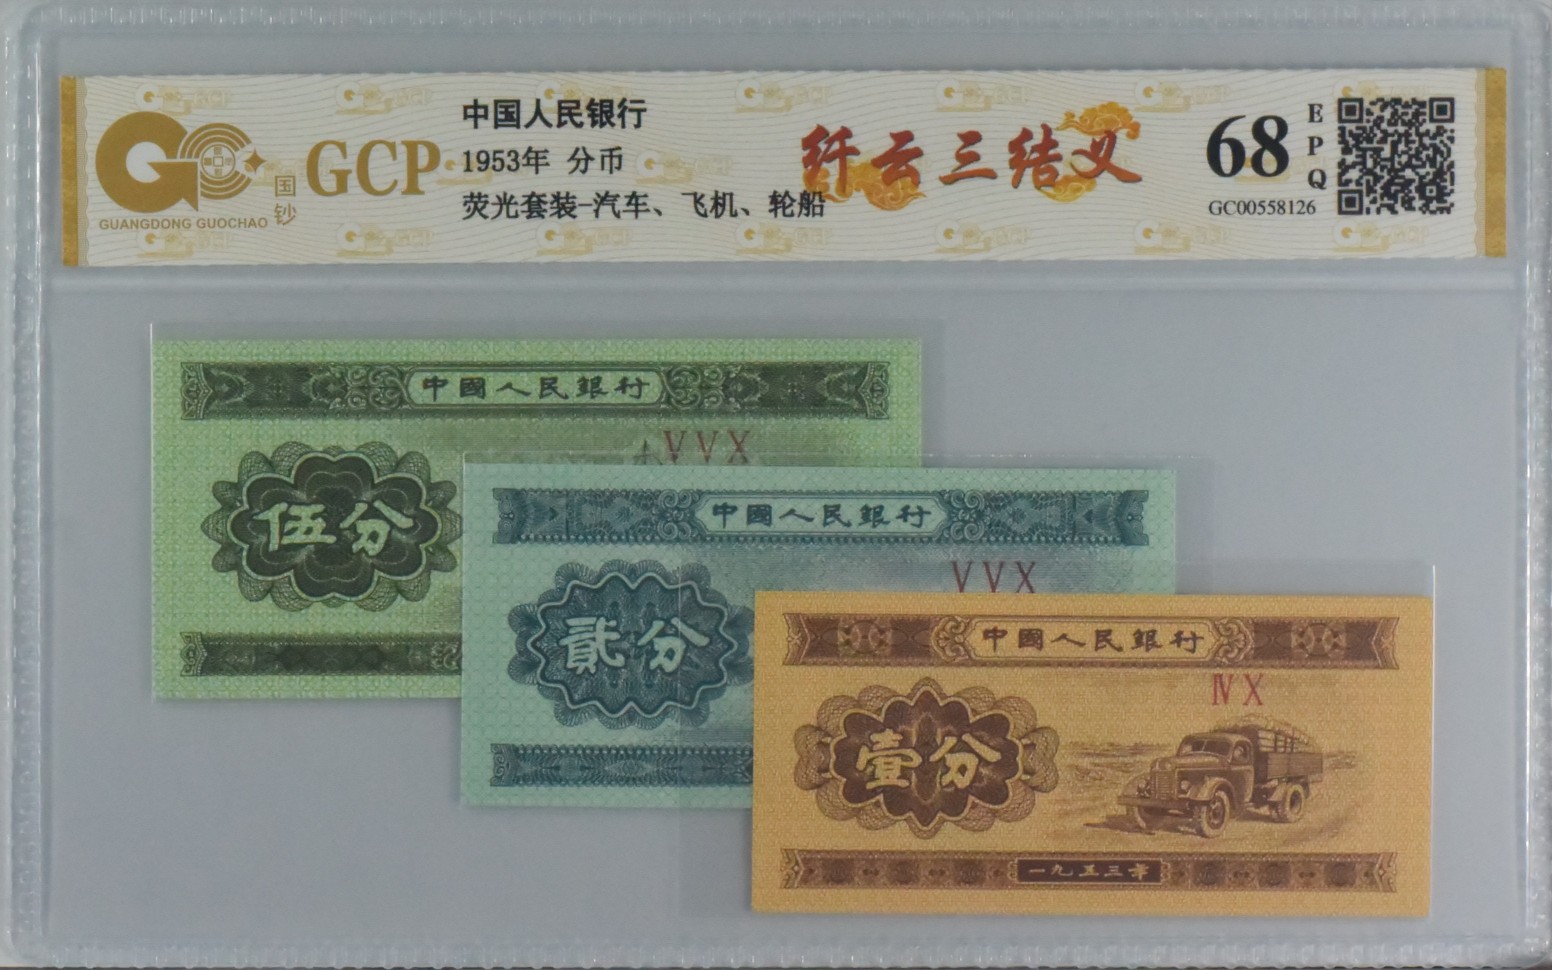 GUANGDONG GUOCHAO
国钞
GCP
中国人民银行
1953年 分币
荧光套装-汽车、飞机、轮船
纤云三结义
68
EPQ
GC00558126
中國人民銀行
VVX
伍分
中國人民銀行
VVX
貳分
中國人民銀行
IVX
壹分
一九五三年